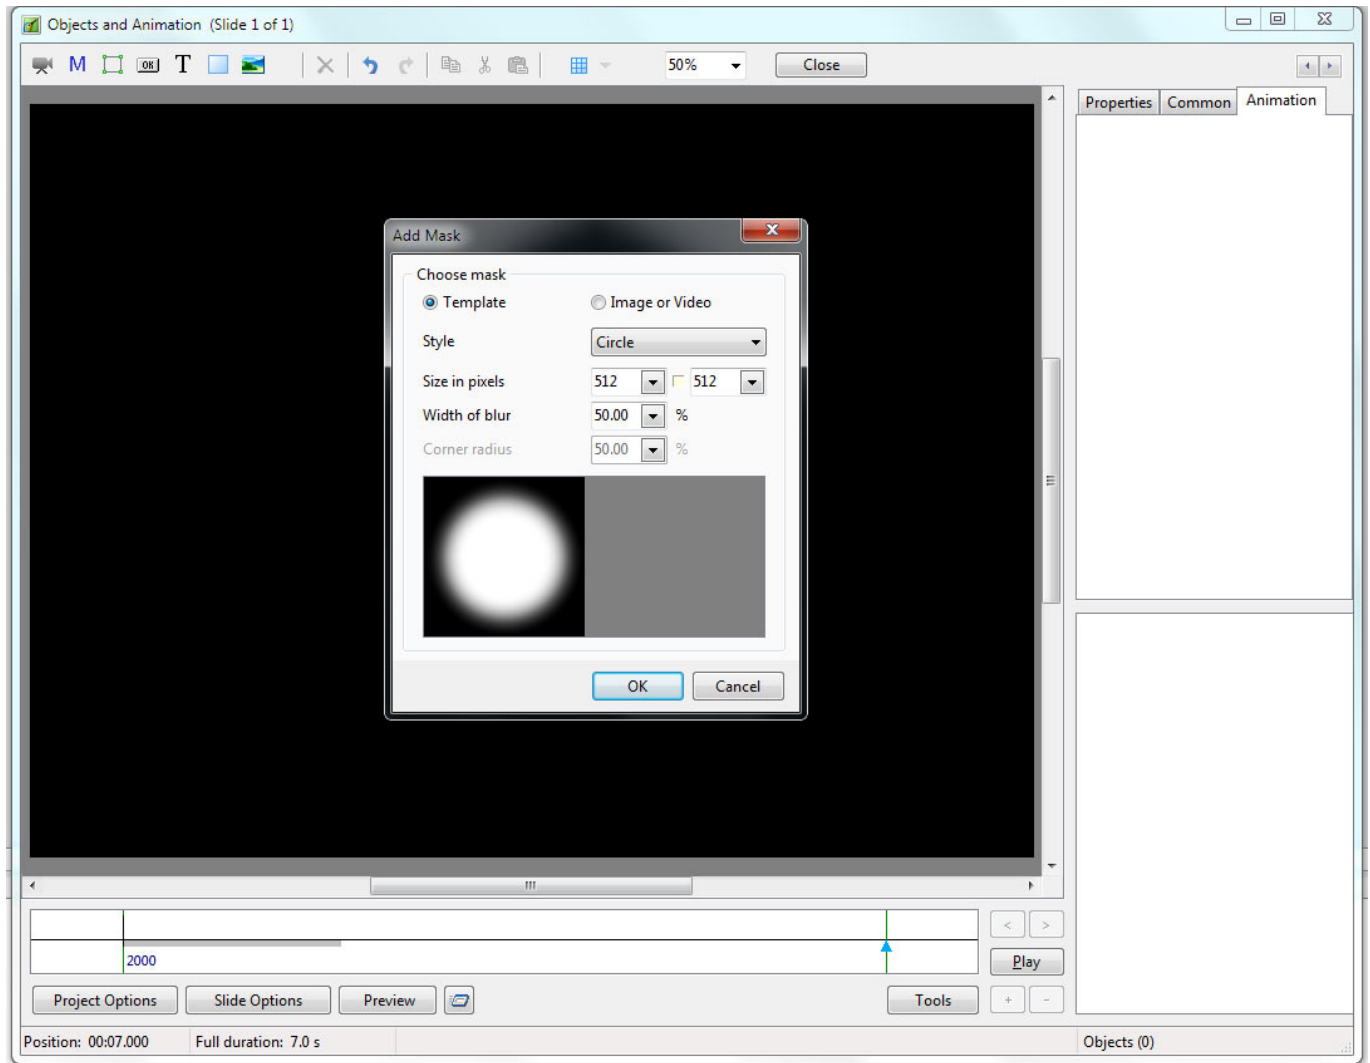 Objects and Animation (Slide 1 of 1)
M OK T 50% Close
Properties Common Animation
Add Mask
Choose mask
Template Image or Video
Style Circle
Size in pixels 512 512
Width of blur 50.00 %
Corner radius 50.00 %
OK Cancel
< >
2000
Play
Project Options Slide Options Preview Tools + -
Position: 00:07.000 Full duration: 7.0 s Objects (0)